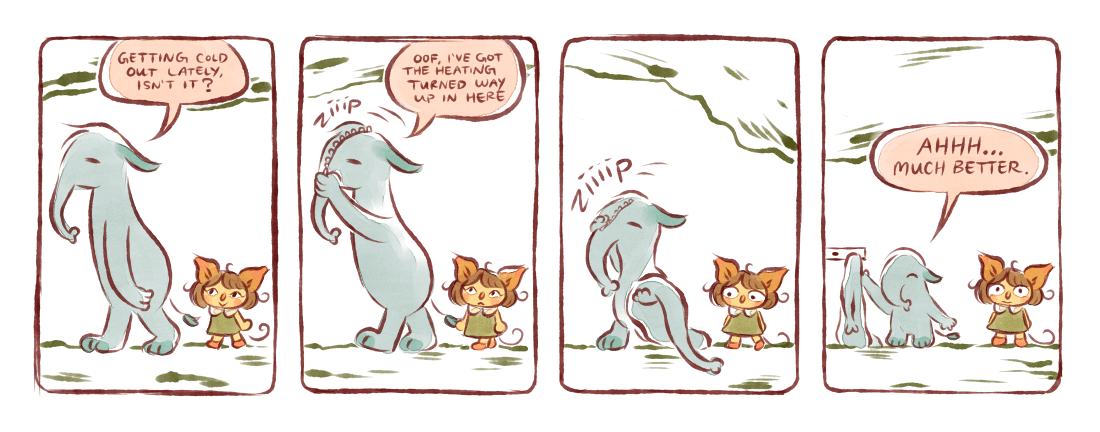 GETTING COLD
OUT LATELY,
ISN'T IT?
OOF, I'VE GOT
THE HEATING
TURNED WAY
UP IN HERE
ziiip
ziiiip
AHHH...
MUCH BETTER.